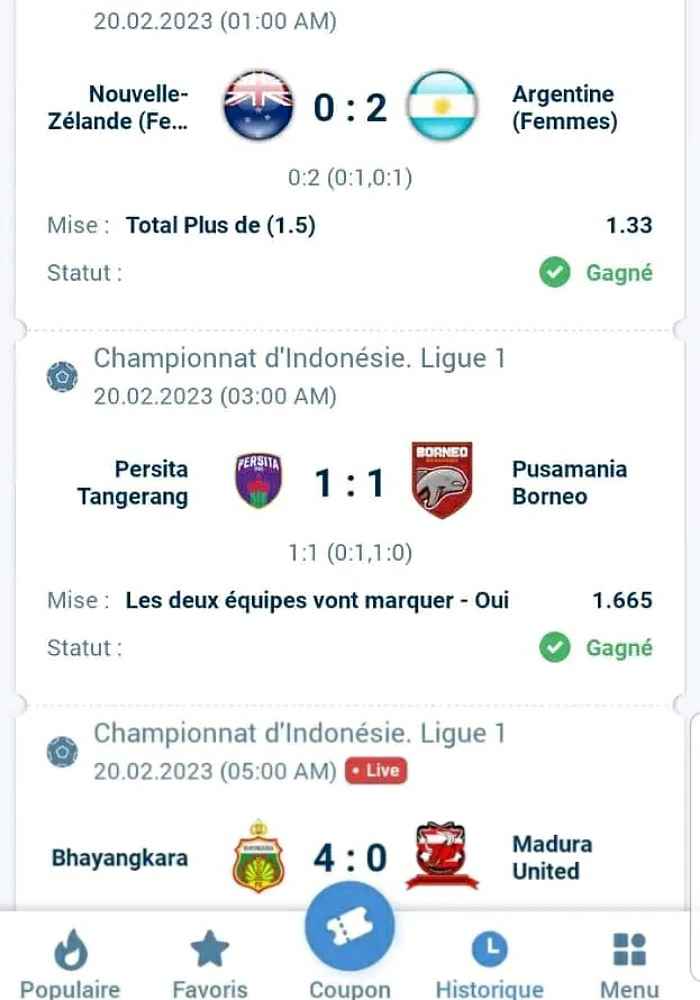 20.02.2023 (01:00 AM)
Nouvelle-
Zélande (Fe...
0 : 2
Argentine
(Femmes)
0:2 (0:1,0:1)
Mise : Total Plus de (1.5) 1.33
Statut : Gagné
Championnat d'Indonésie. Ligue 1
20.02.2023 (03:00 AM)
Persita
Tangerang
PERSITA
1 : 1
BORNEO
Pusamania
Borneo
1:1 (0:1,1:0)
Mise : Les deux équipes vont marquer - Oui 1.665
Statut : Gagné
Championnat d'Indonésie. Ligue 1
20.02.2023 (05:00 AM) • Live
Bhayangkara
4 : 0
Madura
United
Populaire Favoris Coupon Historique Menu